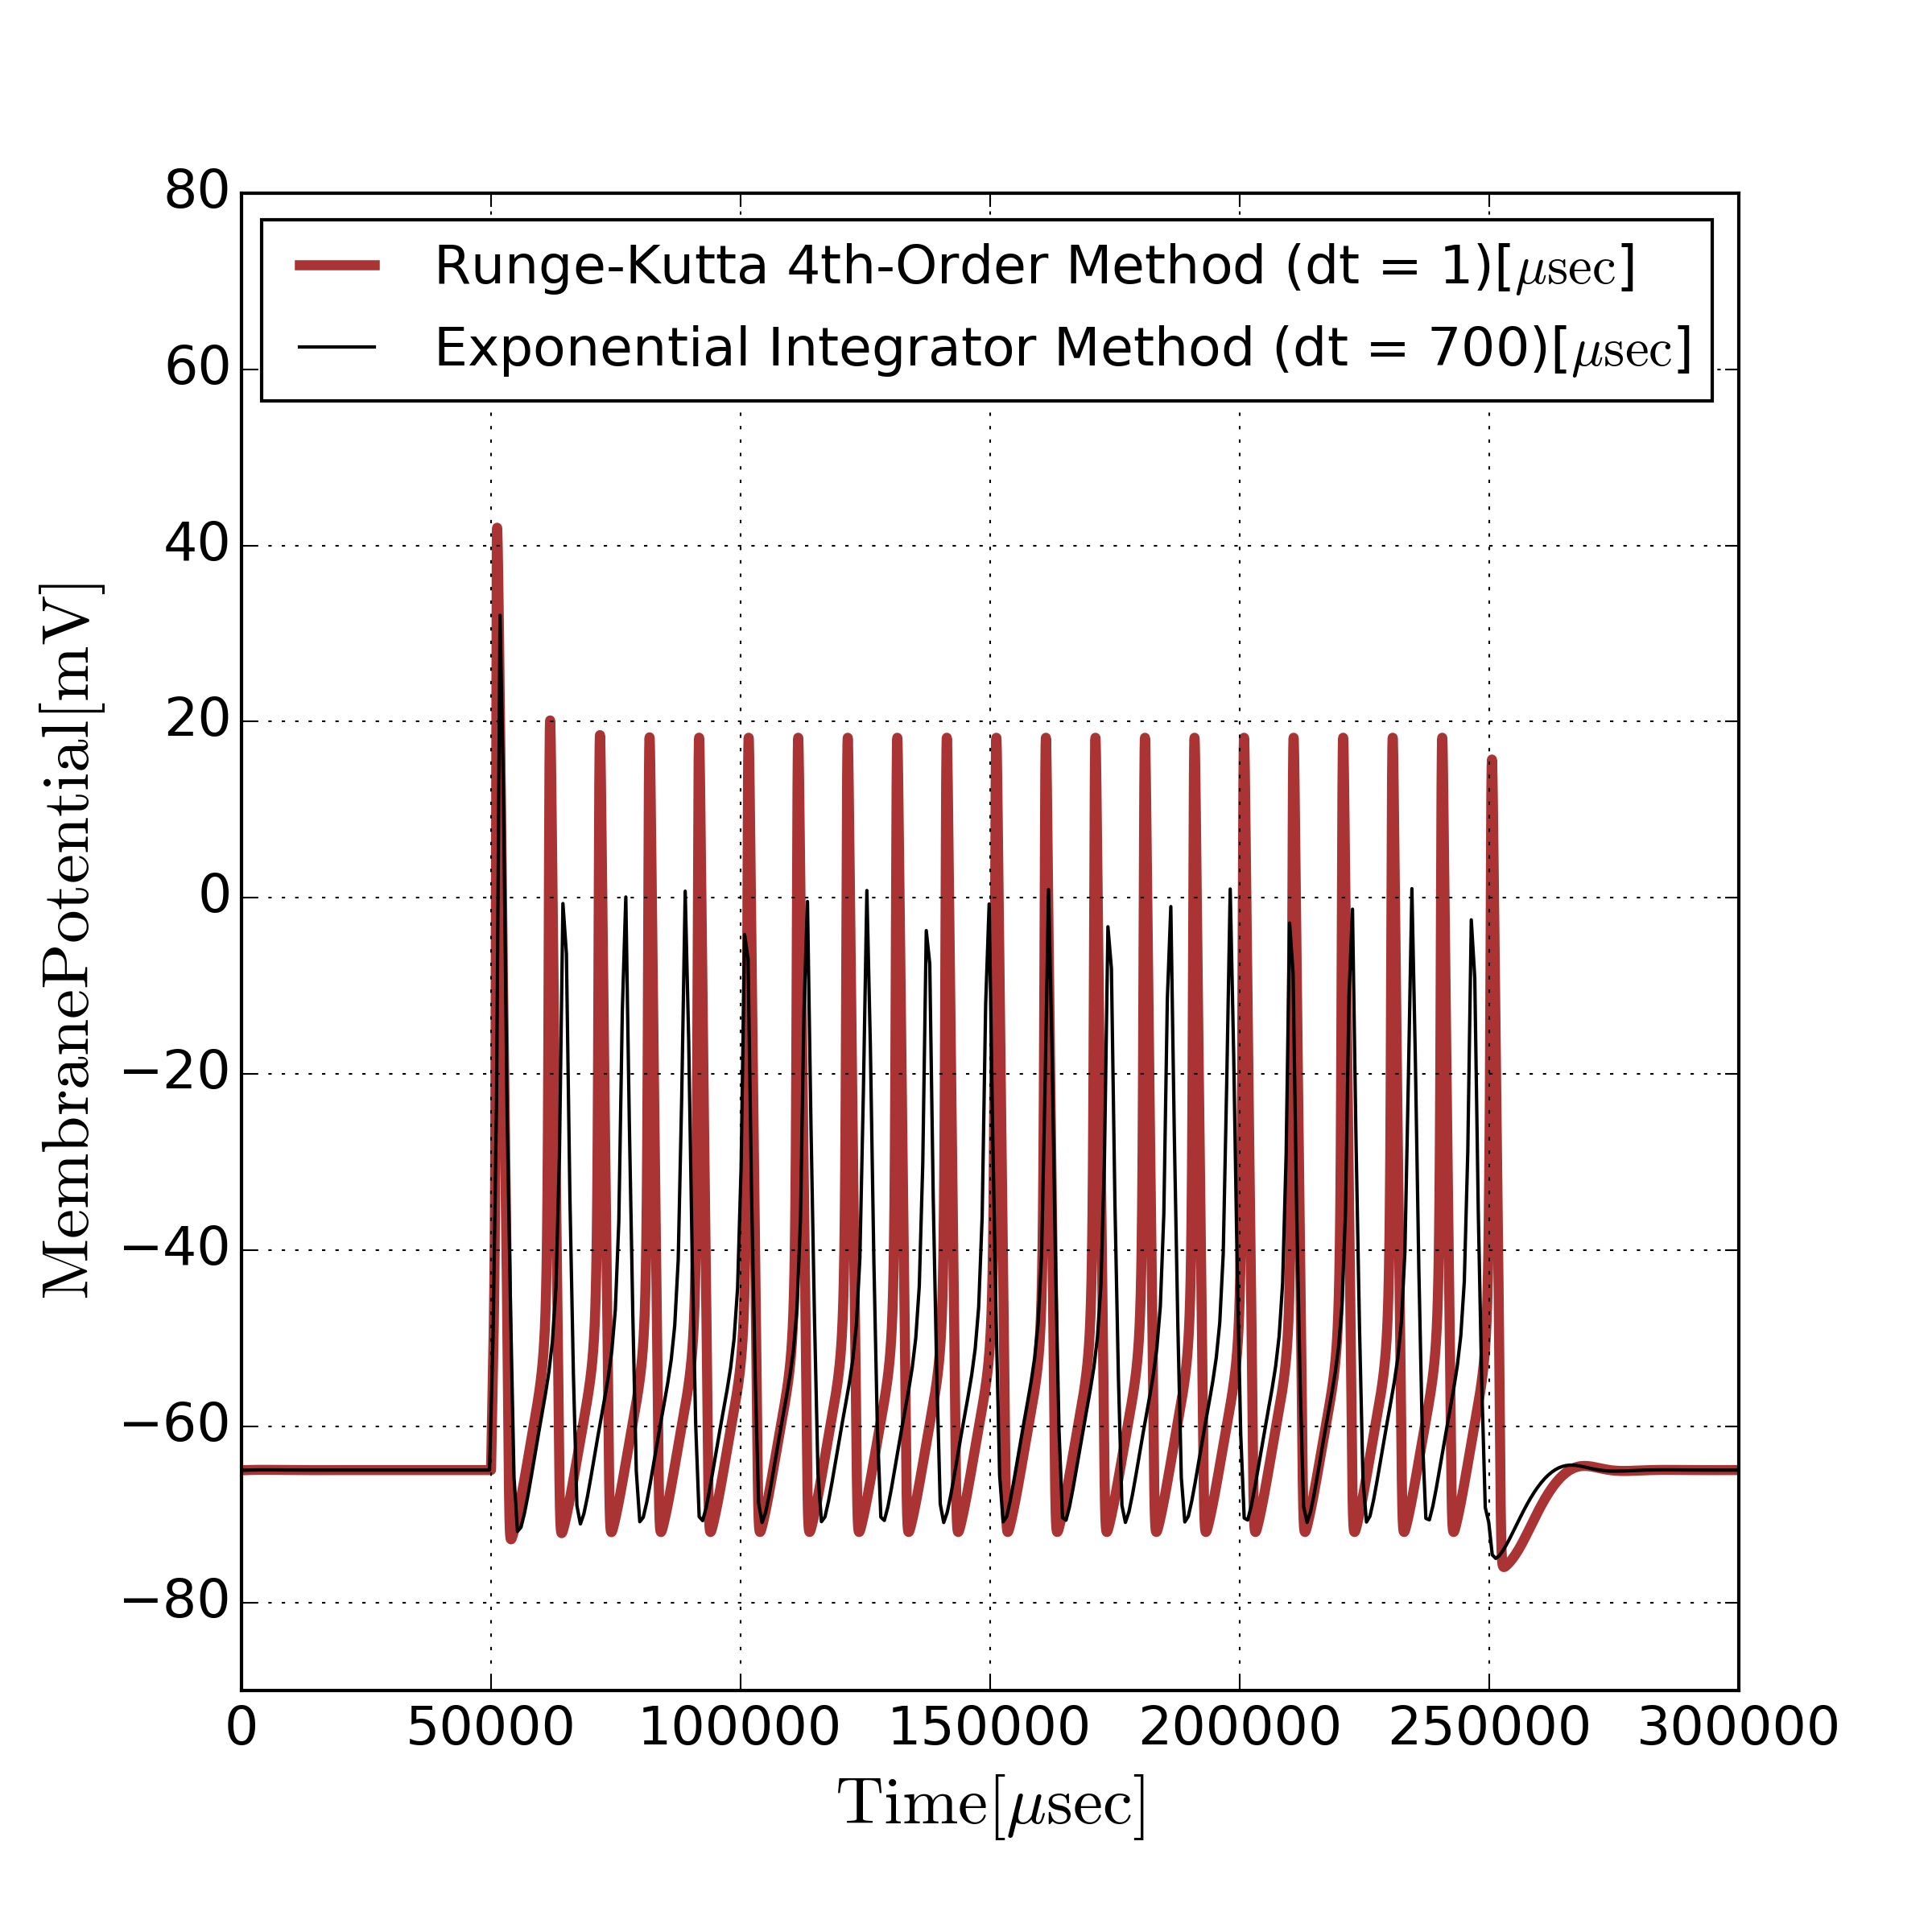 80
Runge-Kutta 4th-Order Method (dt = 1)[μsec]
Exponential Integrator Method (dt = 700)[μsec]
60
40
20
0
−20
−40
−60
−80
MembranePotential[mV]
0 50000 100000 150000 200000 250000 300000
Time[μsec]